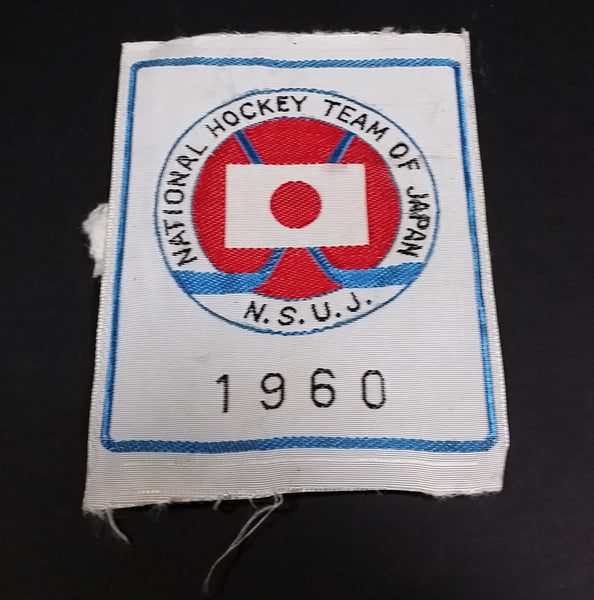 NATIONAL HOCKEY TEAM OF JAPAN
N.S.U.J.
1960